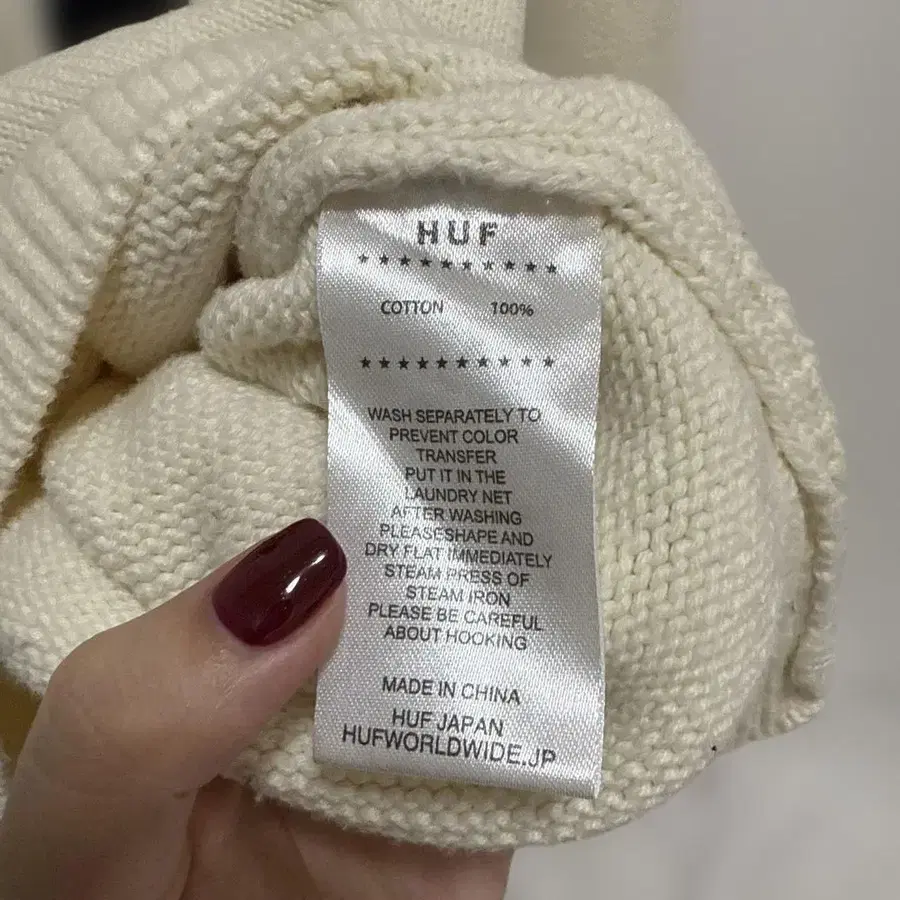 HUF
★★★★★★★★★★★
COTTON 100%
★★★★★★★★★★★
WASH SEPARATELY TO
PREVENT COLOR
TRANSFER
PUT IT IN THE
LAUNDRY NET
AFTER WASHING
PLEASESHAPE AND
DRY FLAT IMMEDIATELY
STEAM PRESS OF
STEAM IRON
PLEASE BE CAREFUL
ABOUT HOOKING
MADE IN CHINA
HUF JAPAN
HUFWORLDWIDE.JP